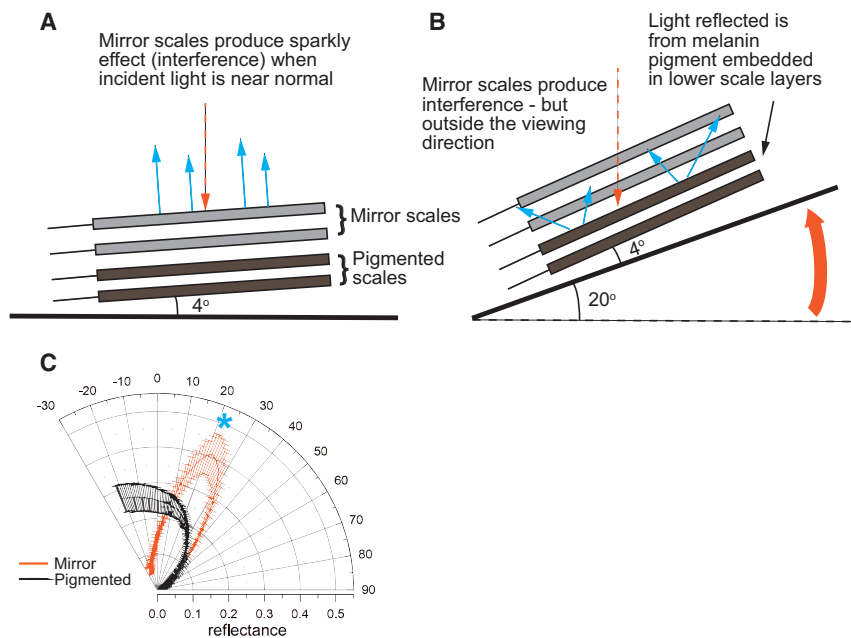 A
Mirror scales produce sparkly
effect (interference) when
incident light is near normal
Mirror scales
Pigmented
scales
4o
B
Light reflected is
from melanin
pigment embedded
in lower scale layers
Mirror scales produce
interference - but
outside the viewing
direction
4o
20o
C
-30
-20
-10
0
10
20
30
40
50
60
70
80
90
*
Mirror
Pigmented
0.0 0.1 0.2 0.3 0.4 0.5
reflectance